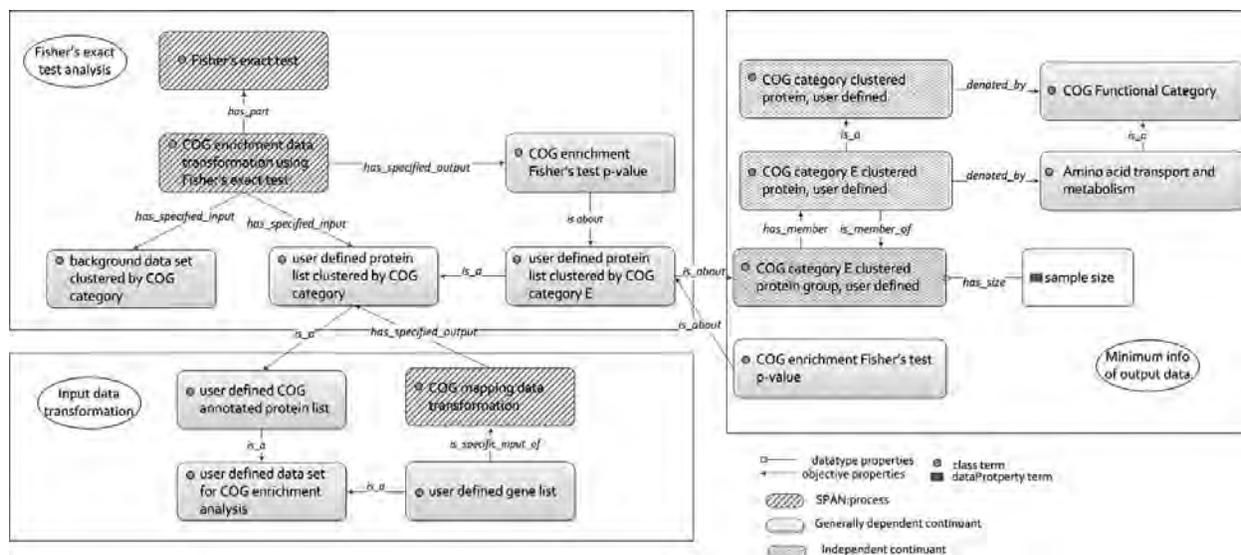 Fisher's exact
test analysis
Fisher's exact test
has_part
COG enrichment data
transformation using
Fisher's exact test
has_specified_output
COG enrichment
Fisher's test p-value
has_specified_input
has_specified_input
is about
background data set
clustered by COG
category
user defined protein
list clustered by COG
category
is_a
user defined protein
list clustered by COG
category E
is_about
is_about
is_a
has_specified_output
Input data
transformation
user defined COG
annotated protein list
COG mapping data
transformation
is_a
is_specific_input_of
user defined data set
for COG enrichment
analysis
is_a
user defined gene list
COG category clustered
protein, user defined
denoted_by
COG Functional Category
is_a
is_a
COG category E clustered
protein, user defined
denoted_by
Amino acid transport and
metabolism
has_member
is_member_of
COG category E clustered
protein group, user defined
has_size
sample size
COG enrichment Fisher's test
p-value
Minimum info
of output data
datatype properties
objective properties
class term
dataProtperty term
SPAN:process
Generally dependent continuant
Independent continuant